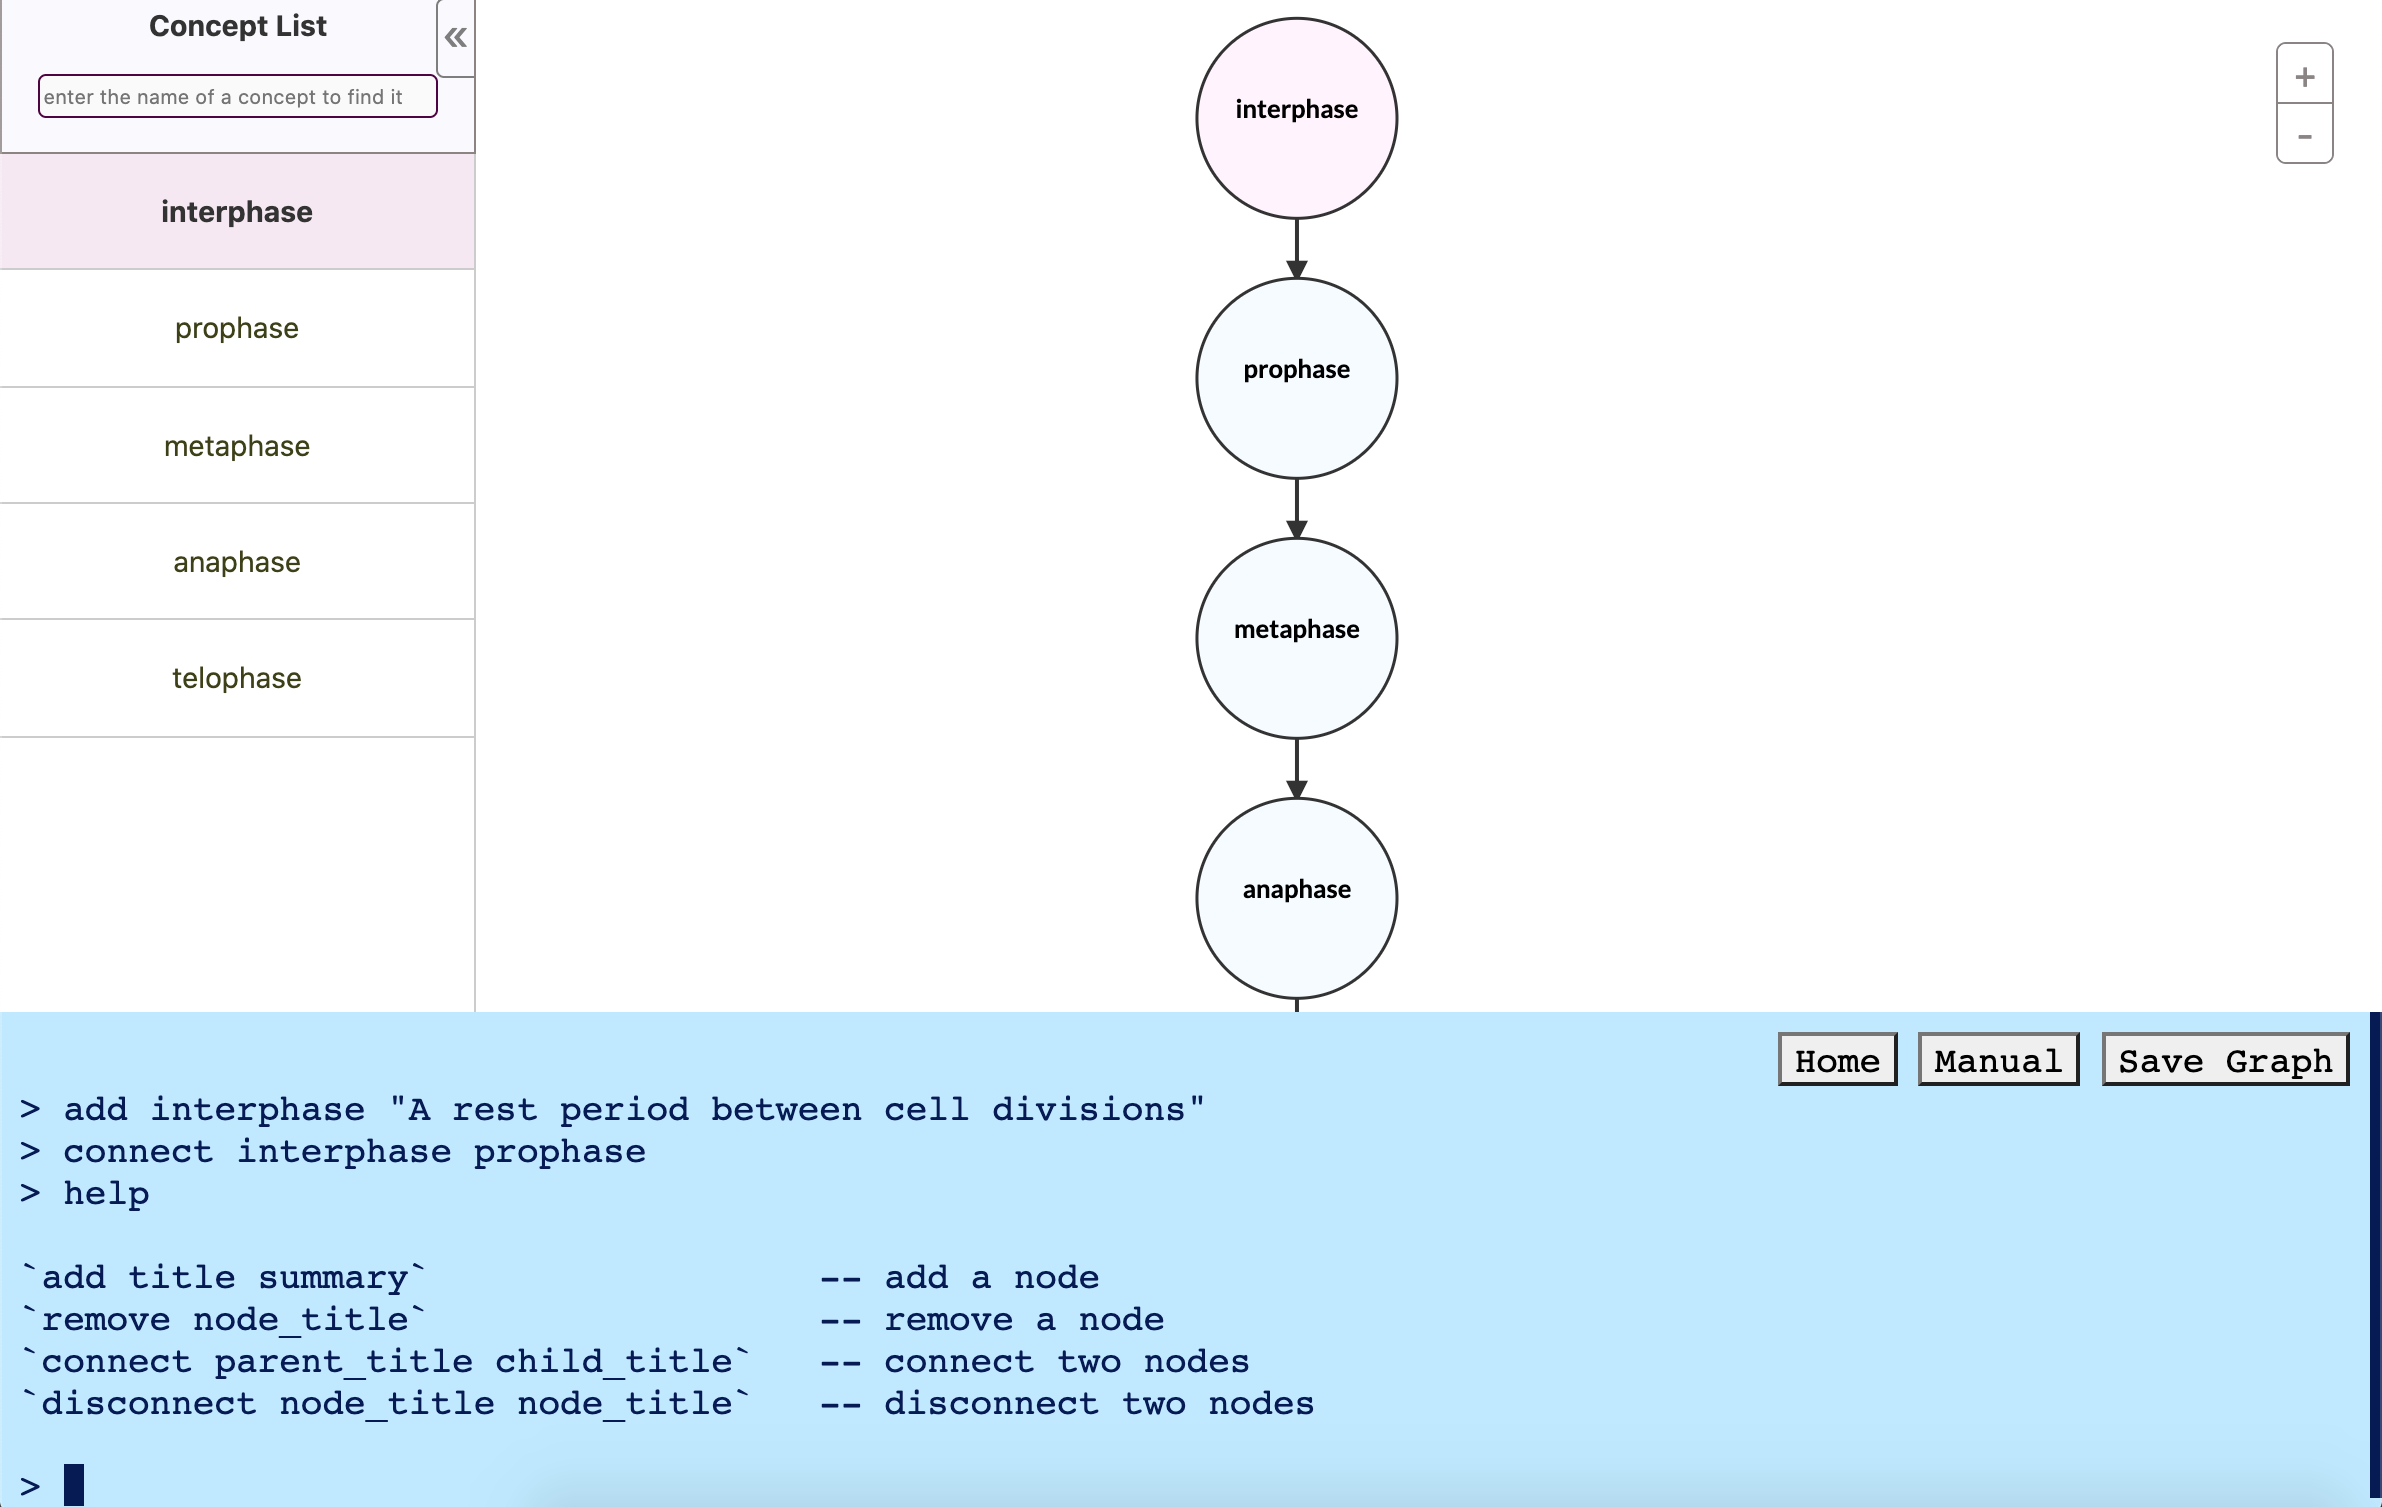 Concept List
«
enter the name of a concept to find it
interphase
prophase
metaphase
anaphase
telophase
interphase
prophase
metaphase
anaphase
+
-
Home Manual Save Graph
> add interphase "A rest period between cell divisions"
> connect interphase prophase
> help
`add title summary` -- add a node
`remove node_title` -- remove a node
`connect parent_title child_title` -- connect two nodes
`disconnect node_title node_title` -- disconnect two nodes
>